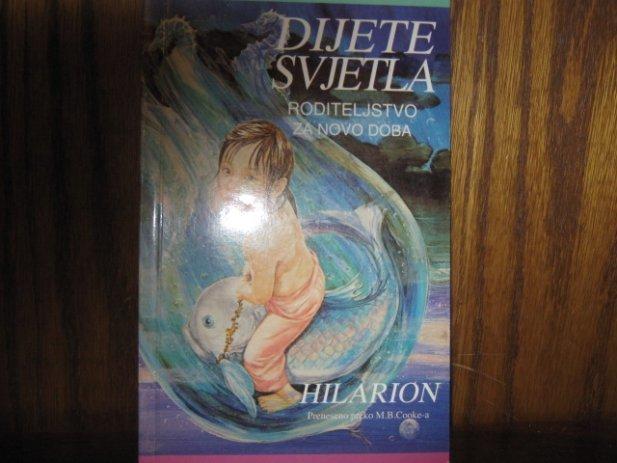 DIJETE
SVJETLA
RODITELJSTVO
ZA NOVO DOBA
HILARION
Preneseno preko M.B.Cooke-a